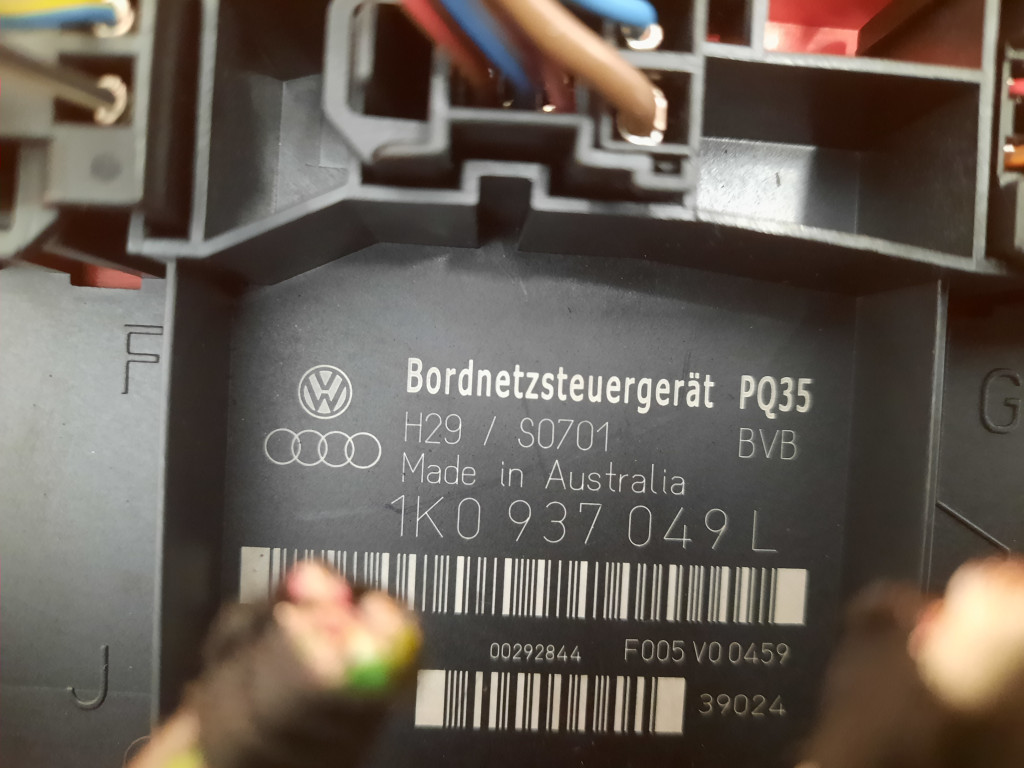 F
Bordnetzsteuergerät PQ35
H29 / S0701 BVB
G
Made in Australia
1K0 937 049 L
00292844 F005 V0 0459
J
39024